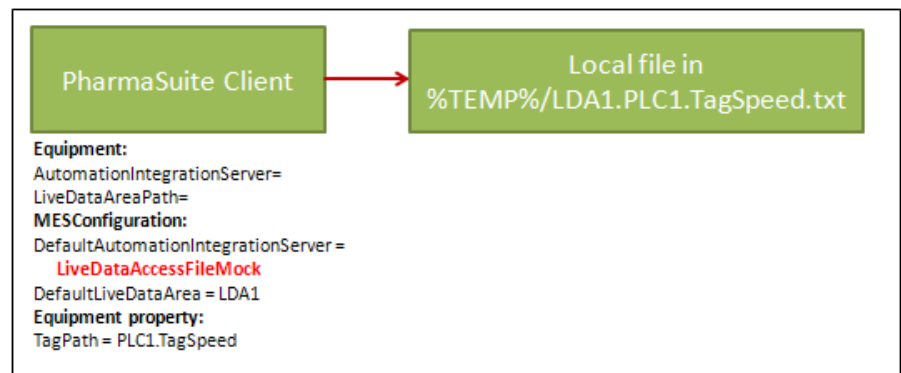 PharmaSuite Client
Local file in
%TEMP%/LDA1.PLC1.TagSpeed.txt
Equipment:
AutomationIntegrationServer=
LiveDataAreaPath=
MESConfiguration:
DefaultAutomationIntegrationServer =
LiveDataAccessFileMock
DefaultLiveDataArea = LDA1
Equipment property:
TagPath = PLC1.TagSpeed